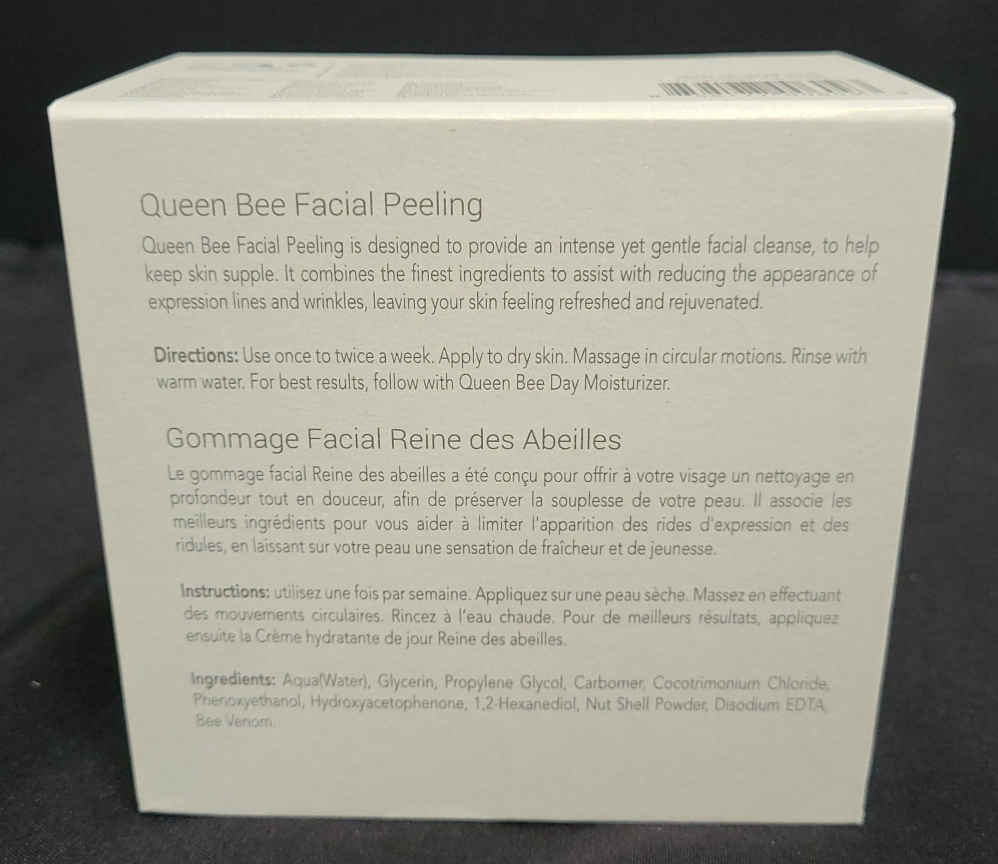 Queen Bee Facial Peeling
Queen Bee Facial Peeling is designed to provide an intense yet gentle facial cleanse, to help
keep skin supple. It combines the finest ingredients to assist with reducing the appearance of
expression lines and wrinkles, leaving your skin feeling refreshed and rejuvenated.
Directions: Use once to twice a week. Apply to dry skin. Massage in circular motions. Rinse with
warm water. For best results, follow with Queen Bee Day Moisturizer.
Gommage Facial Reine des Abeilles
Le gommage facial Reine des abeilles a été conçu pour offrir à votre visage un nettoyage en
profondeur tout en douceur, afin de préserver la souplesse de votre peau. Il associe les
meilleurs ingrédients pour vous aider à limiter l'apparition des rides d'expression et des
ridules, en laissant sur votre peau une sensation de fraîcheur et de jeunesse.
Instructions: utilisez une fois par semaine. Appliquez sur une peau sèche. Massez en effectuant
des mouvements circulaires. Rincez à l'eau chaude. Pour de meilleurs résultats, appliquez
ensuite la Crème hydratante de jour Reine des abeilles.
Ingredients: Aqua(Water), Glycerin, Propylene Glycol, Carbomer, Cocotrimonium Chloride,
Phenoxyethanol, Hydroxyacetophenone, 1,2-Hexanediol, Nut Shell Powder, Disodium EDTA,
Bee Venom.